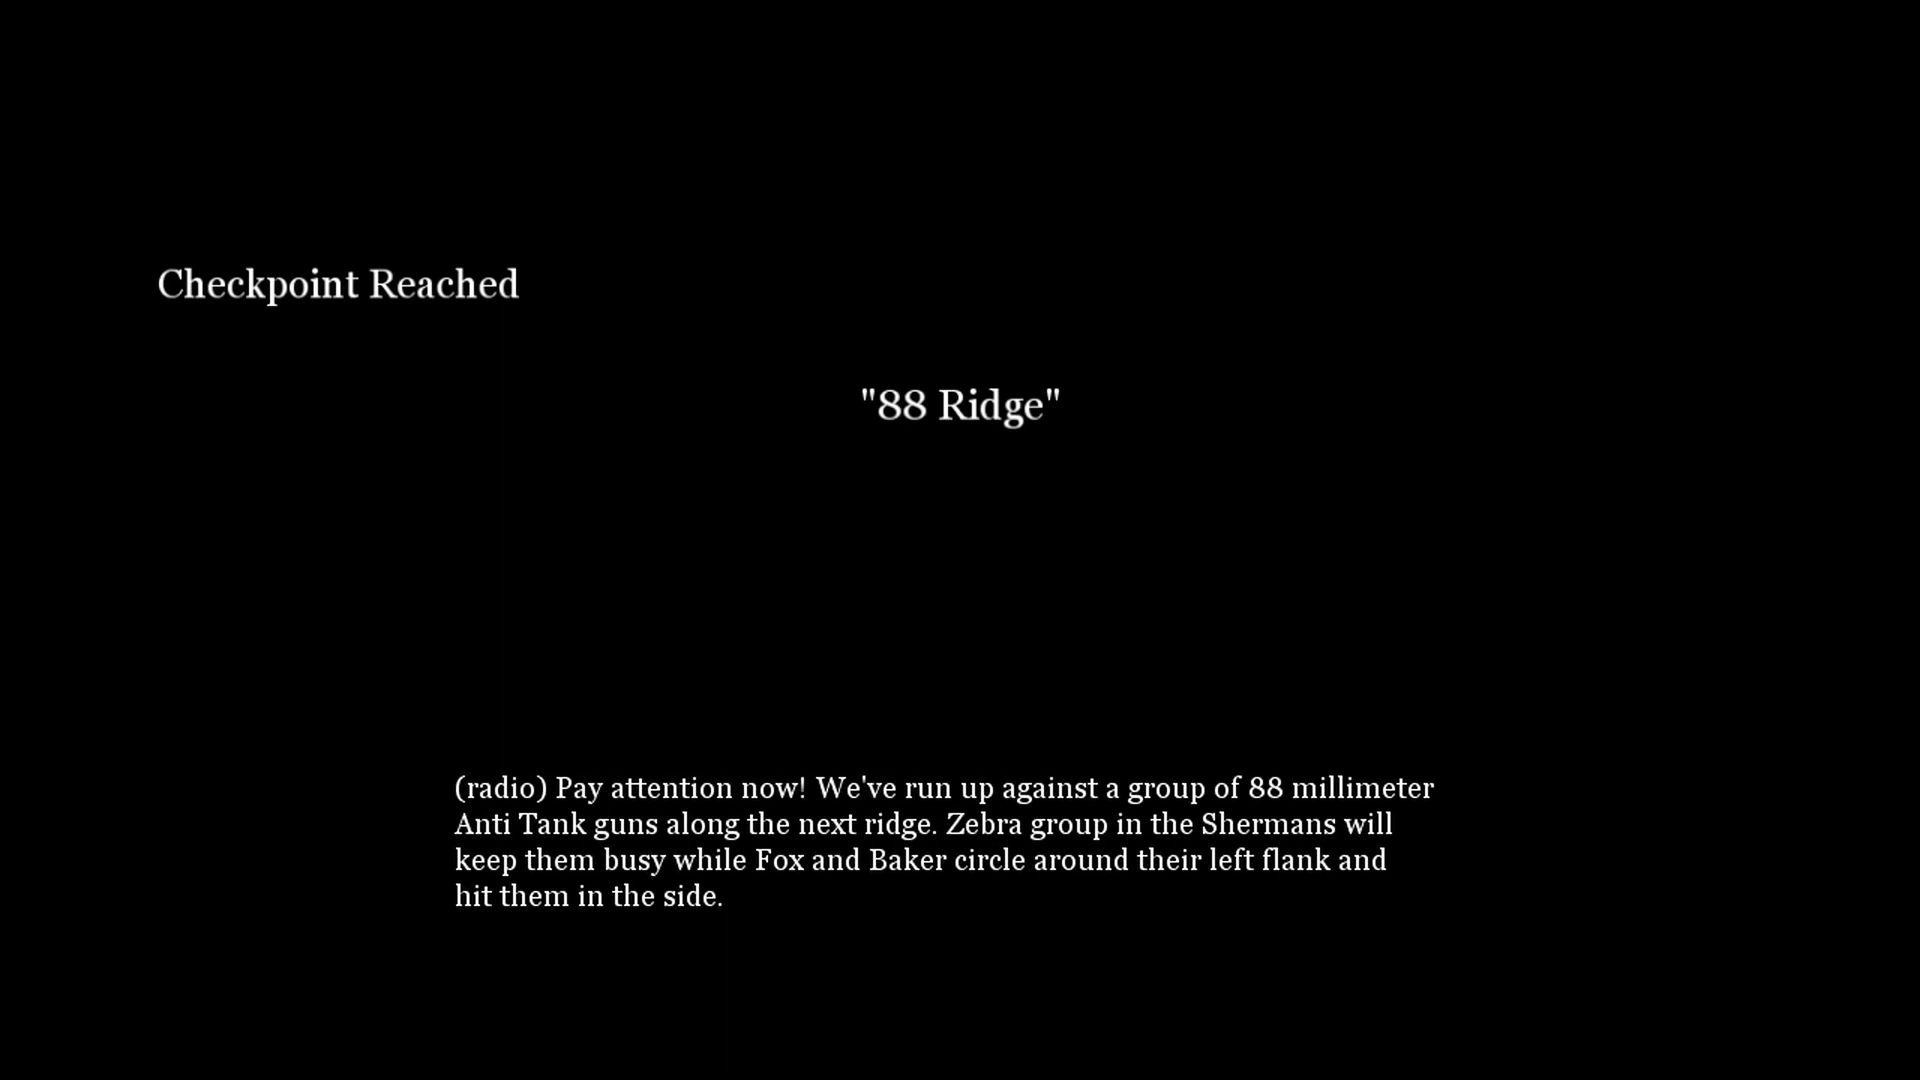 Checkpoint Reached
"88 Ridge"
(radio) Pay attention now! We've run up against a group of 88 millimeter
Anti Tank guns along the next ridge. Zebra group in the Shermans will
keep them busy while Fox and Baker circle around their left flank and
hit them in the side.